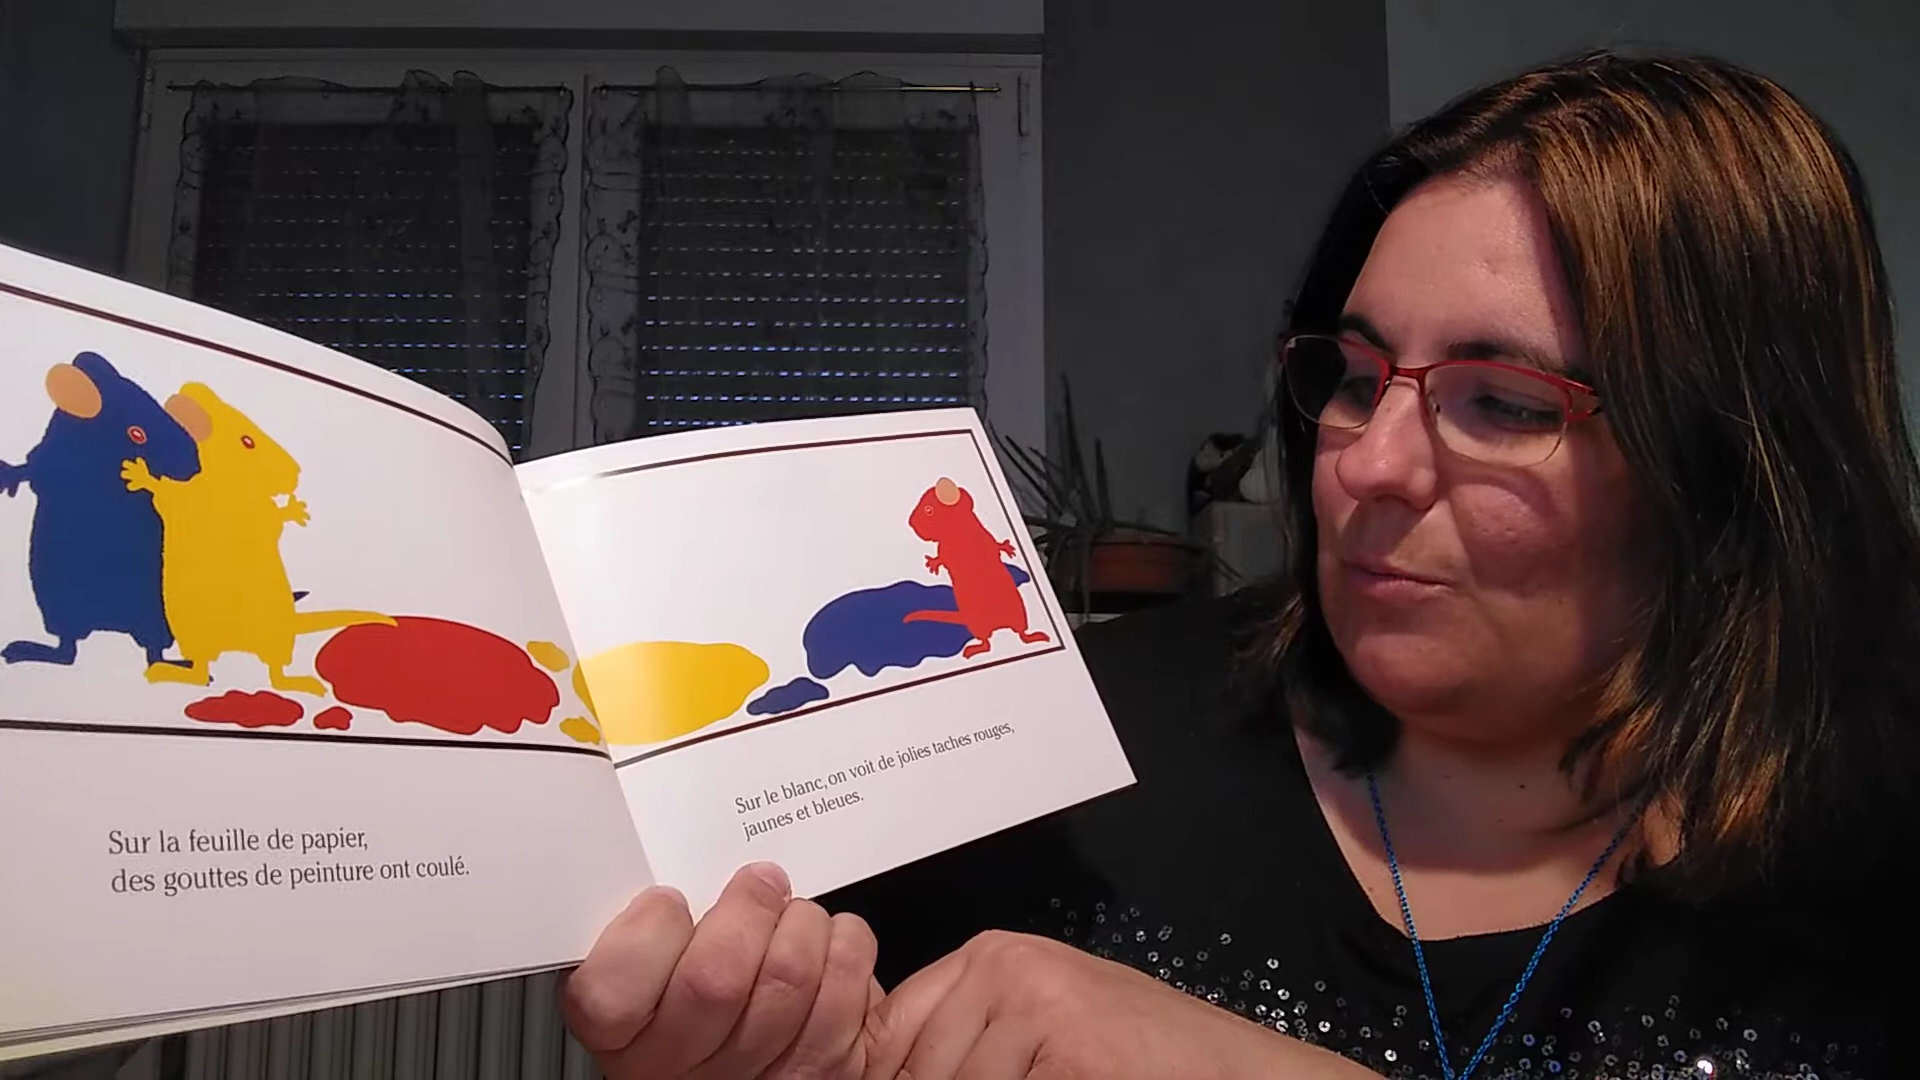 Sur la feuille de papier,
des gouttes de peinture ont coulé.
Sur le blanc, on voit de jolies taches rouges,
jaunes et bleues.